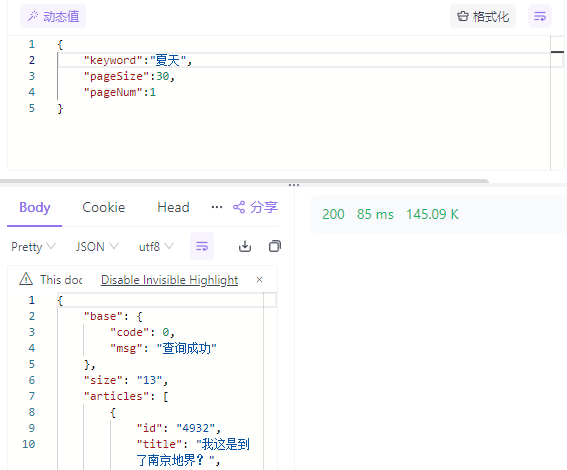 动态值 格式化
1 {
2 "keyword":"夏天",
3 "pageSize":30,
4 "pageNum":1
5 }
Body Cookie Head ··· 分享
200 85 ms 145.09 K
Pretty JSON utf8
This doc Disable Invisible Highlight ×
1 {
2 "base": {
3 "code": 0,
4 "msg": "查询成功"
5 },
6 "size": "13",
7 "articles": [
8 {
9 "id": "4932",
10 "title": "我这是到
了南京地界？",